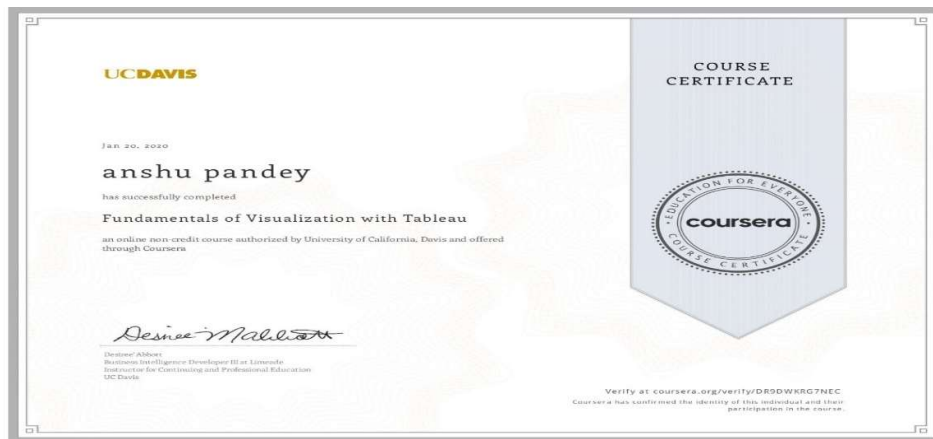 UCDAVIS
Jan 20, 2020
anshu pandey
has successfully completed
Fundamentals of Visualization with Tableau
an online non-credit course authorized by University of California, Davis and offered
through Coursera
Desiree' Abbott
Business Intelligence Developer III at Limeade
Instructor for Continuing and Professional Education
UC Davis
COURSE
CERTIFICATE
EDUCATION FOR EVERYONE
coursera
COURSE CERTIFICATE
Verify at coursera.org/verify/DR9DWKRG7NEC
Coursera has confirmed the identity of this individual and their
participation in the course.